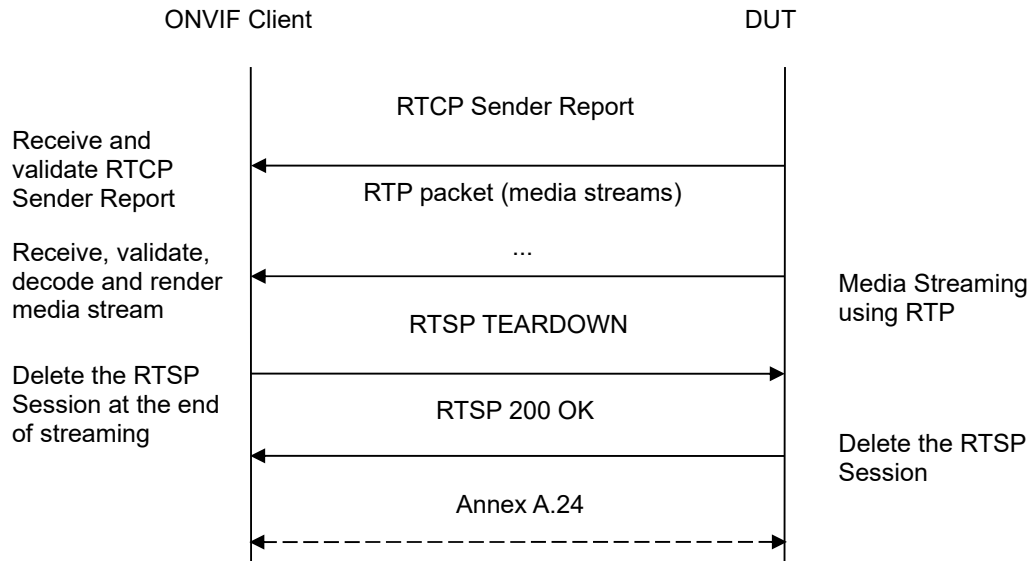 ONVIF Client
DUT
RTCP Sender Report
Receive and
validate RTCP
Sender Report
RTP packet (media streams)
Receive, validate,
decode and render
media stream
...
Media Streaming
using RTP
RTSP TEARDOWN
Delete the RTSP
Session at the end
of streaming
RTSP 200 OK
Delete the RTSP
Session
Annex A.24